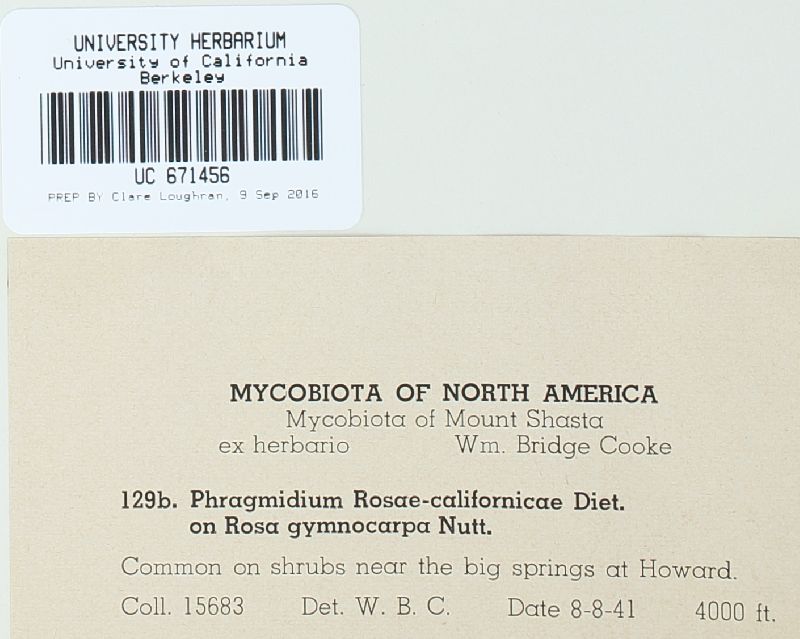 UNIVERSITY HERBARIUM
University of California
Berkeley
UC 671456
PREP BY Clare Loughran, 9 Sep 2016
MYCOBIOTA OF NORTH AMERICA
Mycobiota of Mount Shasta
ex herbario Wm. Bridge Cooke
129b. Phragmidium Rosae-californicae Diet.
on Rosa gymnocarpa Nutt.
Common on shrubs near the big springs at Howard.
Coll. 15683 Det. W. B. C. Date 8-8-41 4000 ft.